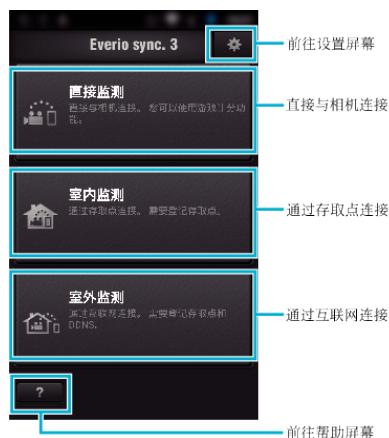 Everio sync. 3
前往设置屏幕
直接监测
直接与相机连接。您可以使用游戏计分功
能。
直接与相机连接
室内监测
通过存取点连接。需要登记存取点。
通过存取点连接
室外监测
通过互联网连接。需要登记存取点和
DDNS。
通过互联网连接
?
前往帮助屏幕